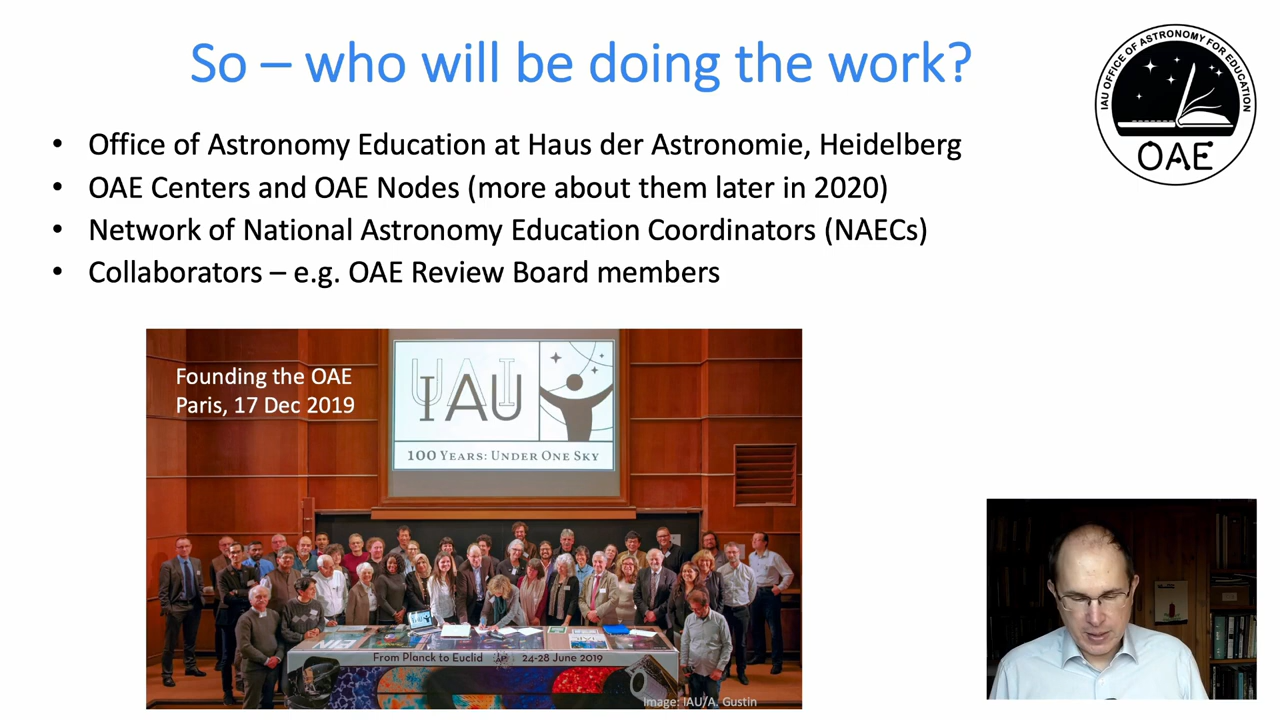 So – who will be doing the work?
IAU OFFICE OF ASTRONOMY FOR EDUCATION
OAE
• Office of Astronomy Education at Haus der Astronomie, Heidelberg
• OAE Centers and OAE Nodes (more about them later in 2020)
• Network of National Astronomy Education Coordinators (NAECs)
• Collaborators – e.g. OAE Review Board members
Founding the OAE
Paris, 17 Dec 2019
UAI
IAU
100 YEARS: UNDER ONE SKY
IAU
From Planck to Euclid
24-28 June 2019
Image: IAU/A. Gustin